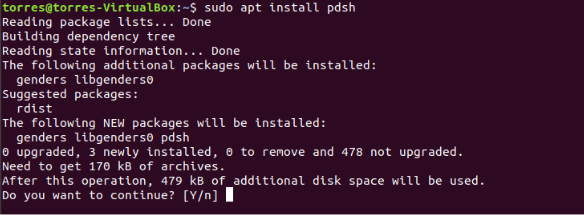 torres@torres-VirtualBox:~$ sudo apt install pdsh
Reading package lists... Done
Building dependency tree
Reading state information... Done
The following additional packages will be installed:
  genders libgenders0
Suggested packages:
  rdist
The following NEW packages will be installed:
  genders libgenders0 pdsh
0 upgraded, 3 newly installed, 0 to remove and 478 not upgraded.
Need to get 170 kB of archives.
After this operation, 479 kB of additional disk space will be used.
Do you want to continue? [Y/n]